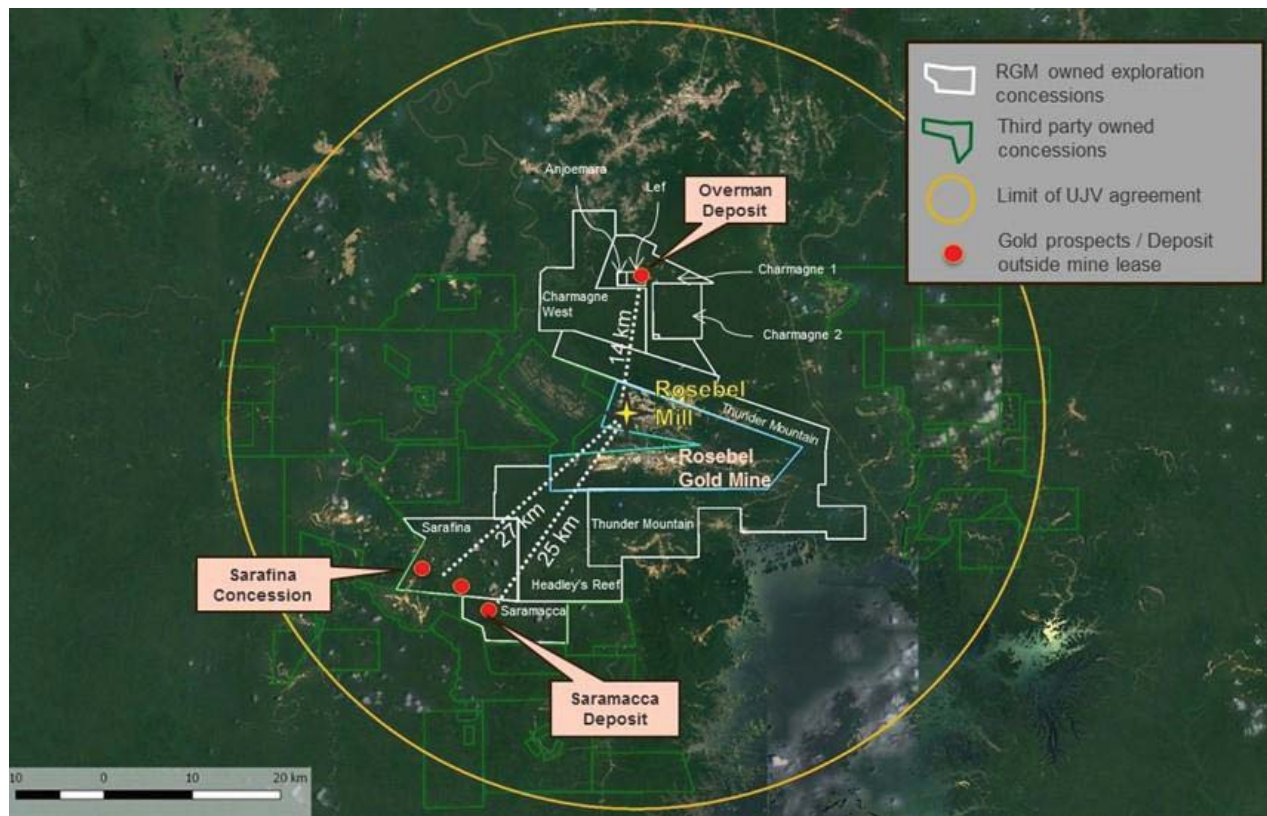 RGM owned exploration
concessions
Third party owned
concessions
Limit of UJV agreement
Gold prospects / Deposit
outside mine lease
Anjoemara
Lef
Overman
Deposit
Charmagne 1
Charmagne
West
Charmagne 2
14 km
Rosebel
Mill
Thunder Mountain
Rosebel
Gold Mine
Sarafina
27 km
25 km
Thunder Mountain
Sarafina
Concession
Headley's Reef
Saramacca
Saramacca
Deposit
10 0 10 20 km